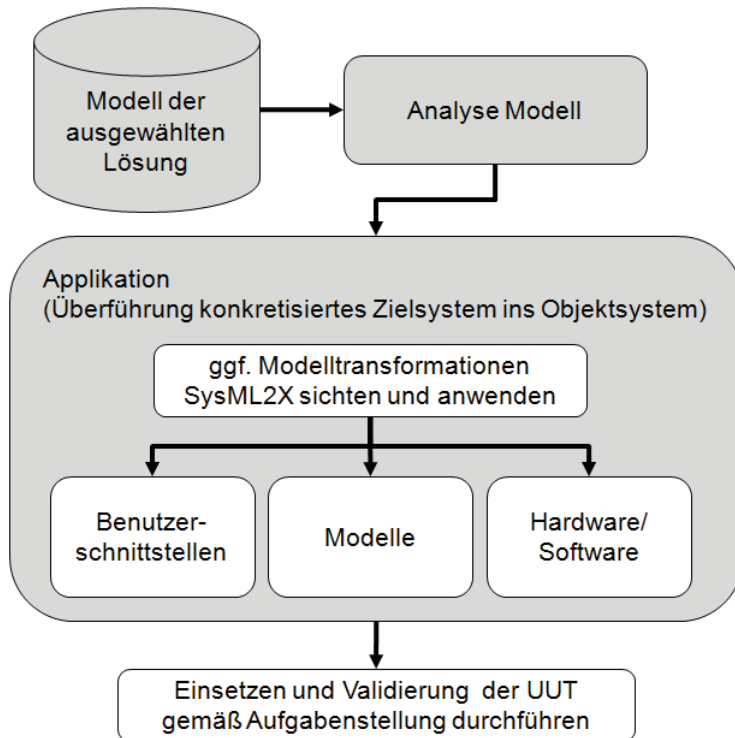 Modell der
ausgewählten
Lösung
Analyse Modell
Applikation
(Überführung konkretisiertes Zielsystem ins Objektsystem)
ggf. Modelltransformationen
SysML2X sichten und anwenden
Benutzer-
schnittstellen
Modelle
Hardware/
Software
Einsetzen und Validierung der UUT
gemäß Aufgabenstellung durchführen